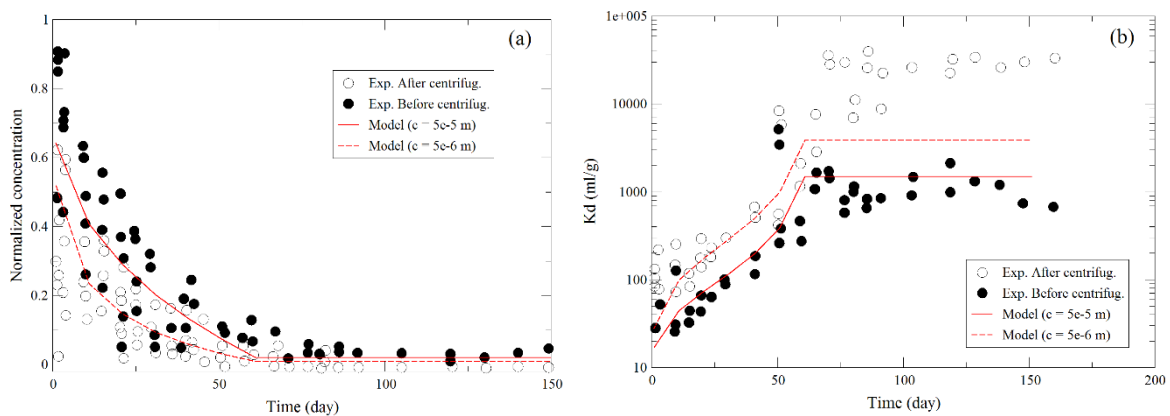 (a)
Normalized concentration
1
0.8
0.6
0.4
0.2
0
0
50
100
150
Time (day)
Exp. After centrifug.
Exp. Before centrifug.
Model (c = 5e-5 m)
Model (c = 5e-6 m)
(b)
Kd (ml/g)
1e+005
10000
1000
100
10
0
50
100
150
200
Time (day)
Exp. After centrifug.
Exp. Before centrifug.
Model (c = 5e-5 m)
Model (c = 5e-6 m)